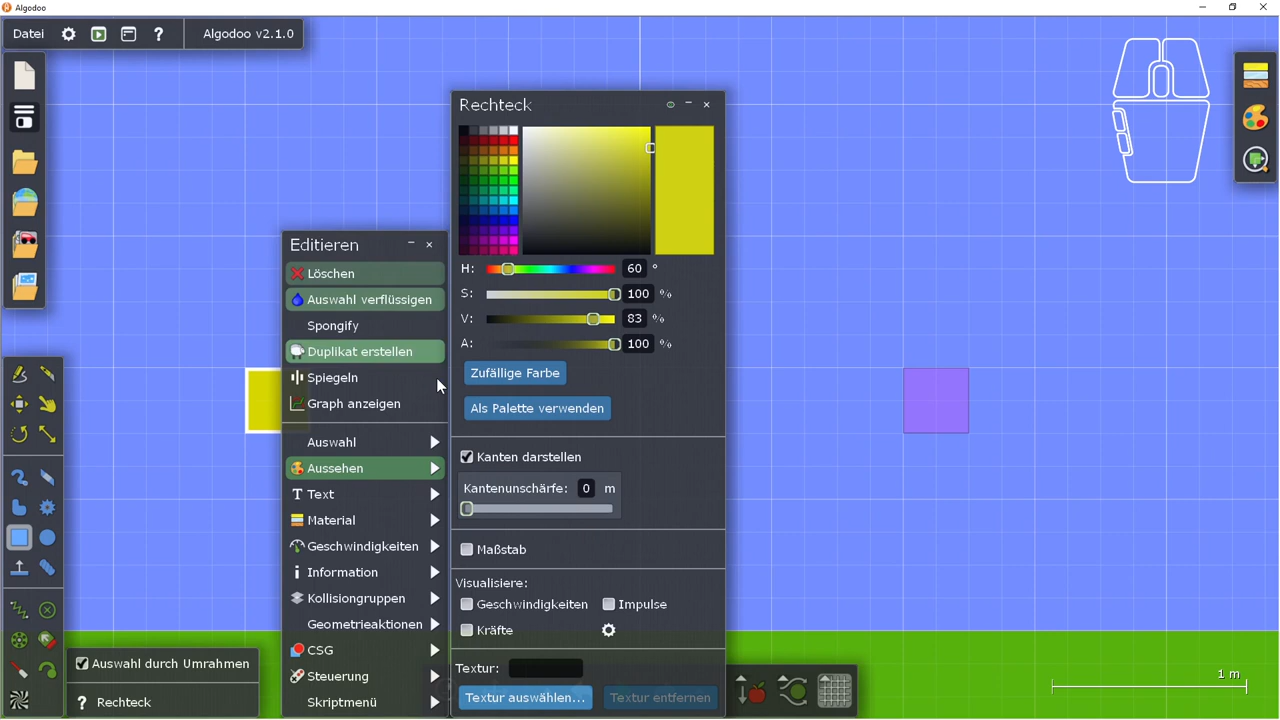 Algodoo
Datei
?
Algodoo v2.1.0
Rechteck
H: 60 °
S: 100 %
V: 83 %
A: 100 %
Zufällige Farbe
Als Palette verwenden
Kanten darstellen
Kantenunschärfe: 0 m
Maßstab
Visualisiere:
Geschwindigkeiten
Impulse
Kräfte
Textur:
Textur auswählen...
Textur entfernen
Editieren
Löschen
Auswahl verflüssigen
Spongify
Duplikat erstellen
Spiegeln
Graph anzeigen
Auswahl
Aussehen
Text
Material
Geschwindigkeiten
Information
Kollisiongruppen
Geometrieaktionen
CSG
Steuerung
Skriptmenü
Auswahl durch Umrahmen
? Rechteck
1 m